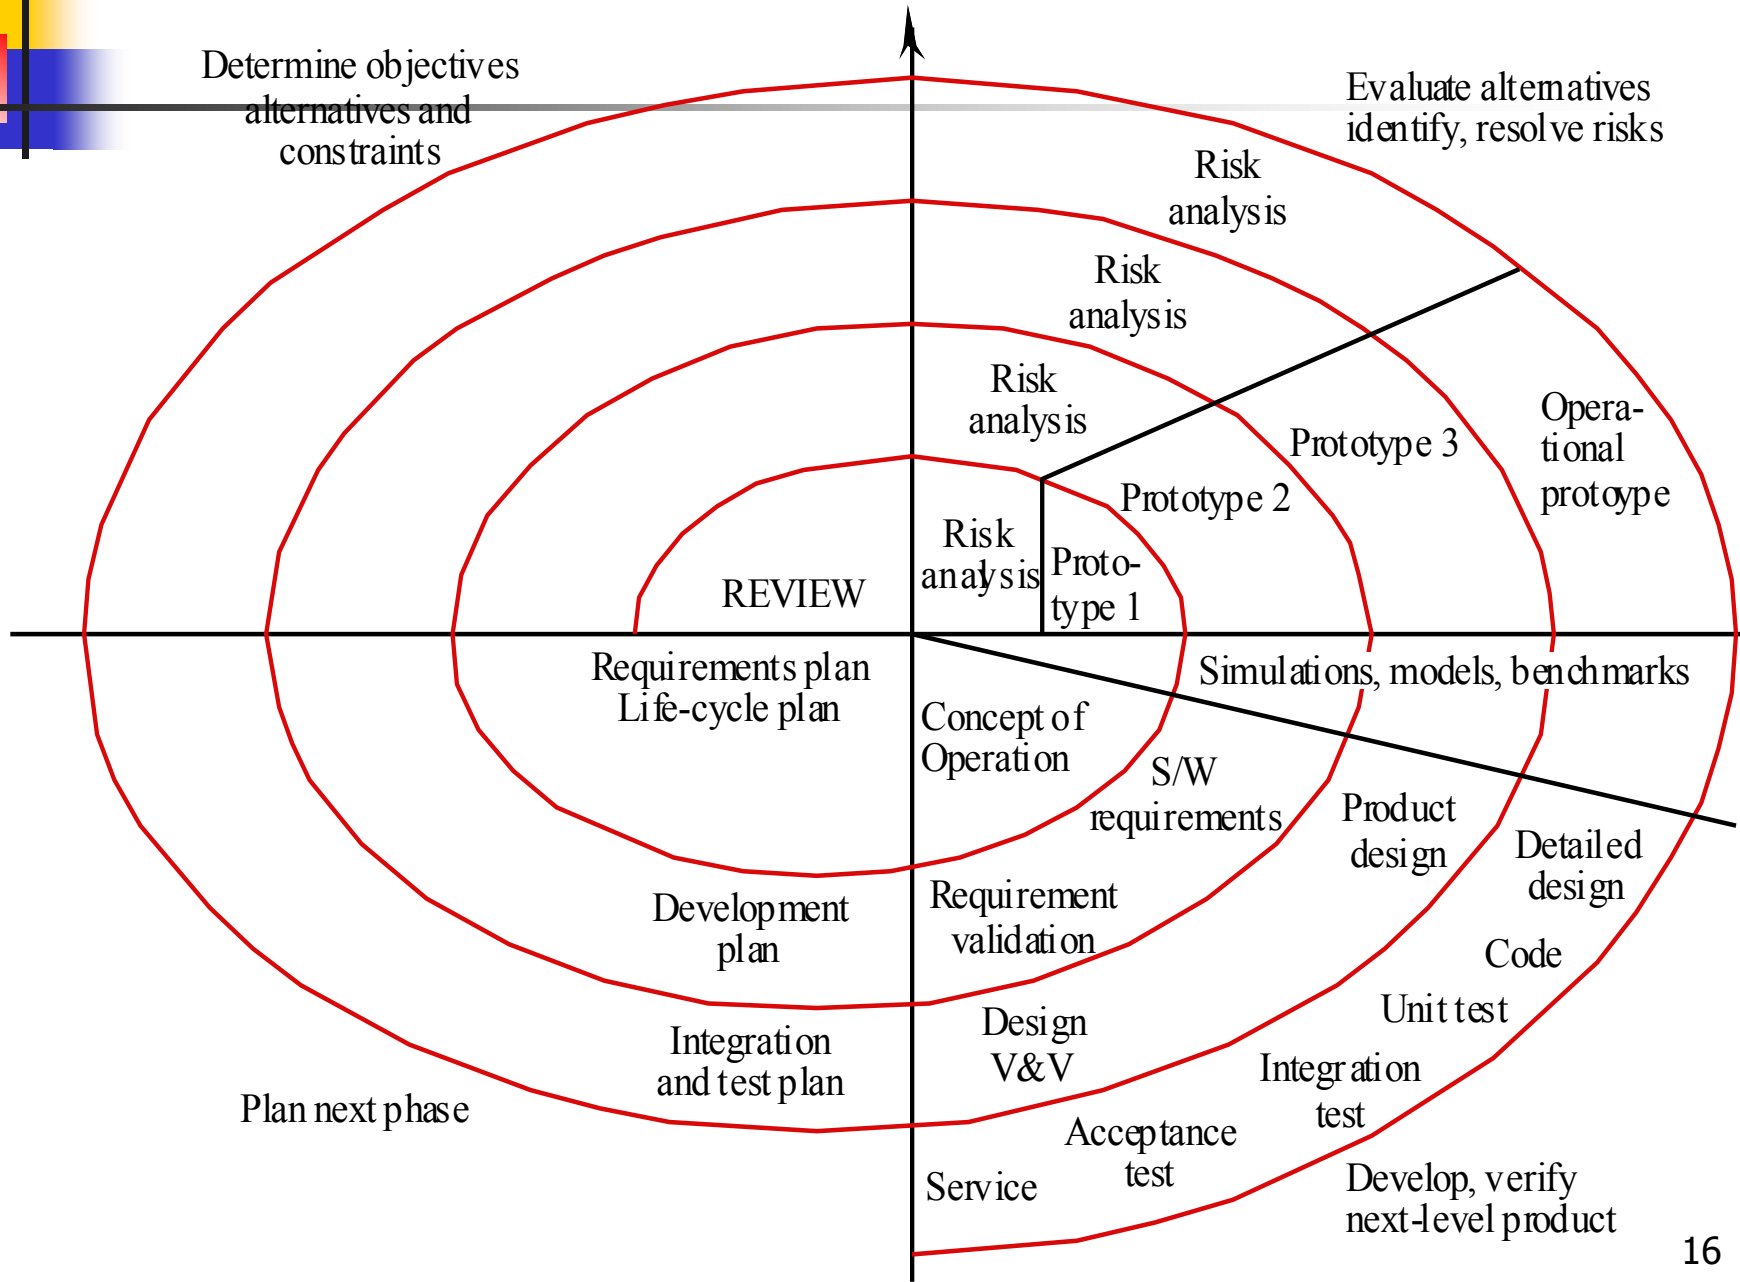 Determine objectives
alternatives and
constraints
Evaluate alternatives
identify, resolve risks
Risk
analysis
Risk
analysis
Risk
analysis
Risk
analysis
Proto-
type 1
Prototype 2
Prototype 3
Opera-
tional
protoype
REVIEW
Requirements plan
Life-cycle plan
Simulations, models, benchmarks
Concept of
Operation
S/W
requirements
Product
design
Detailed
design
Development
plan
Requirement
validation
Code
Unit test
Integration
and test plan
Design
V&V
Integration
test
Plan next phase
Acceptance
test
Service
Develop, verify
next-level product
16